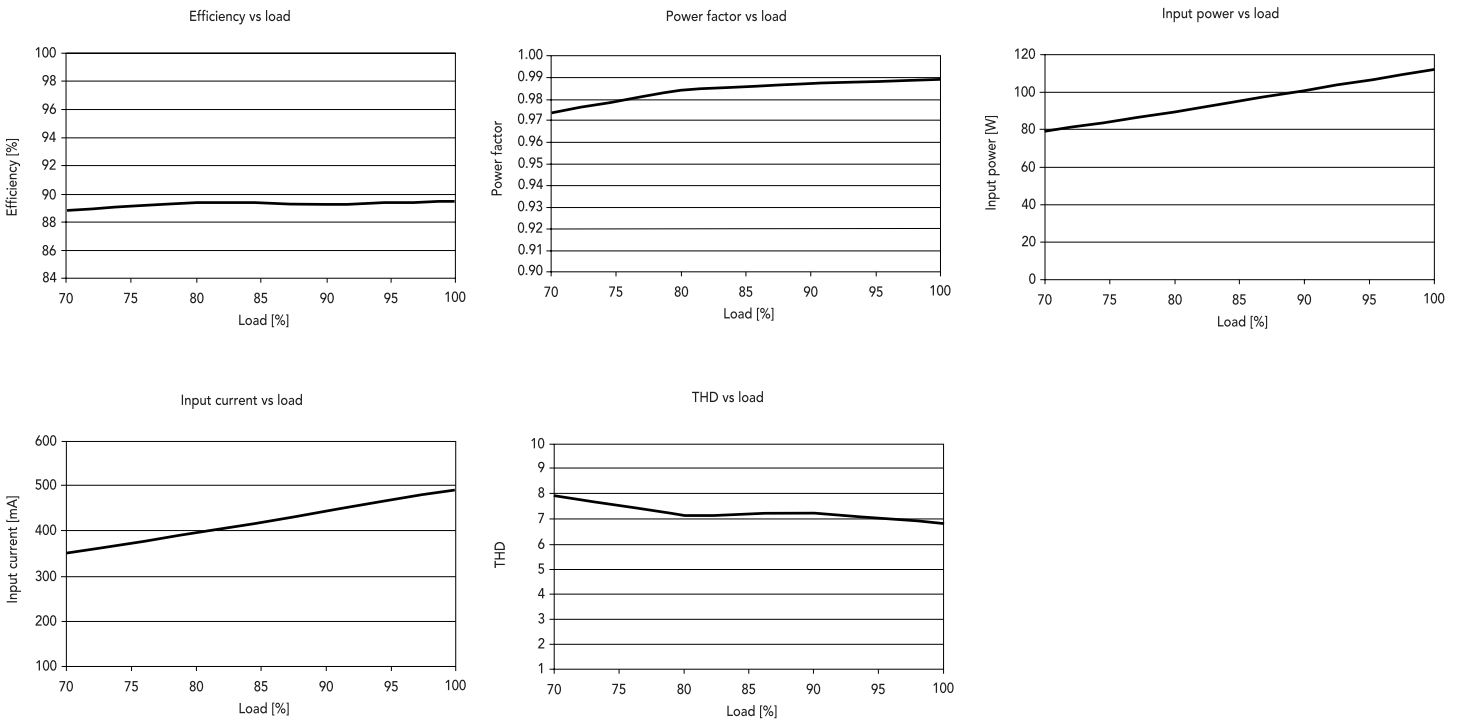 Efficiency vs load
100
98
96
94
92
90
88
86
84
Efficiency [%]
70 75 80 85 90 95 100
Load [%]
Power factor vs load
1.00
0.99
0.98
0.97
0.96
0.95
0.94
0.93
0.92
0.91
0.90
Power factor
70 75 80 85 90 95 100
Load [%]
Input power vs load
120
100
80
60
40
20
0
Input power [W]
70 75 80 85 90 95 100
Load [%]
Input current vs load
600
500
400
300
200
100
Input current [mA]
70 75 80 85 90 95 100
Load [%]
THD vs load
10
9
8
7
6
5
4
3
2
1
THD
70 75 80 85 90 95 100
Load [%]